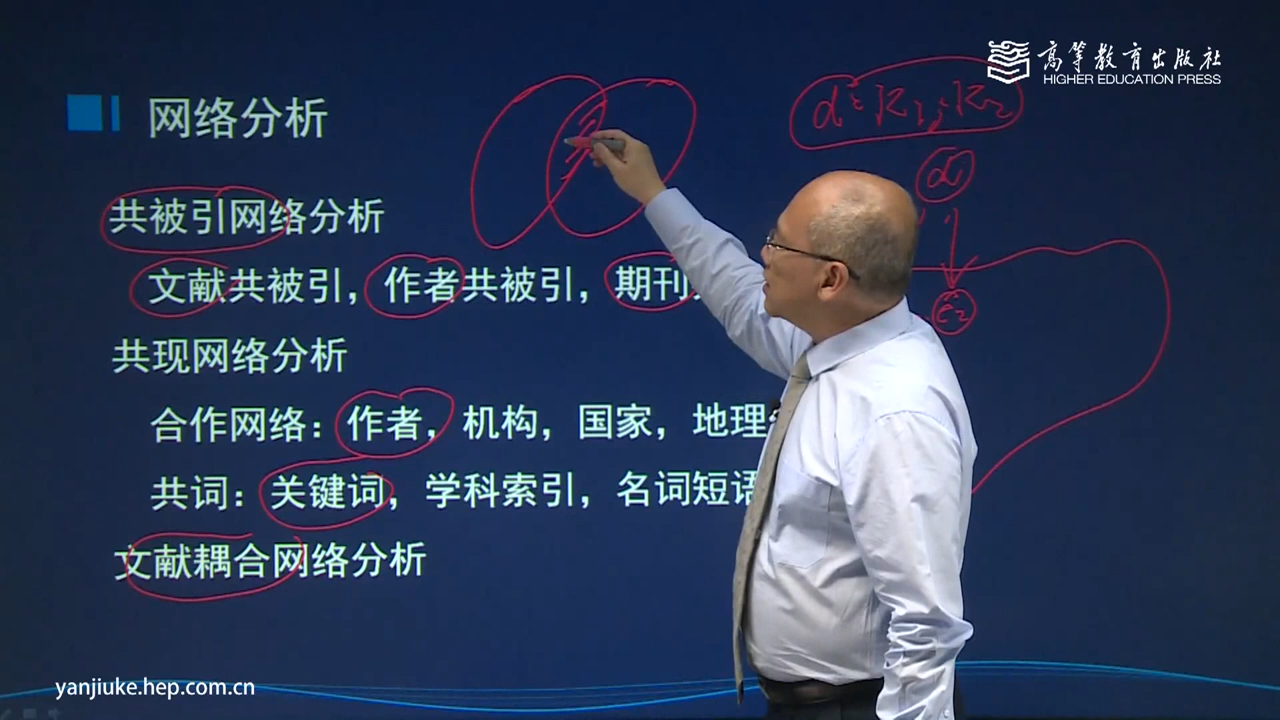 高等教育出版社
HIGHER EDUCATION PRESS
网络分析
共被引网络分析
文献共被引，作者共被引，期刊
共现网络分析
合作网络：作者，机构，国家，地理
共词：关键词，学科索引，名词短语
文献耦合网络分析
yanjiuke.hep.com.cn